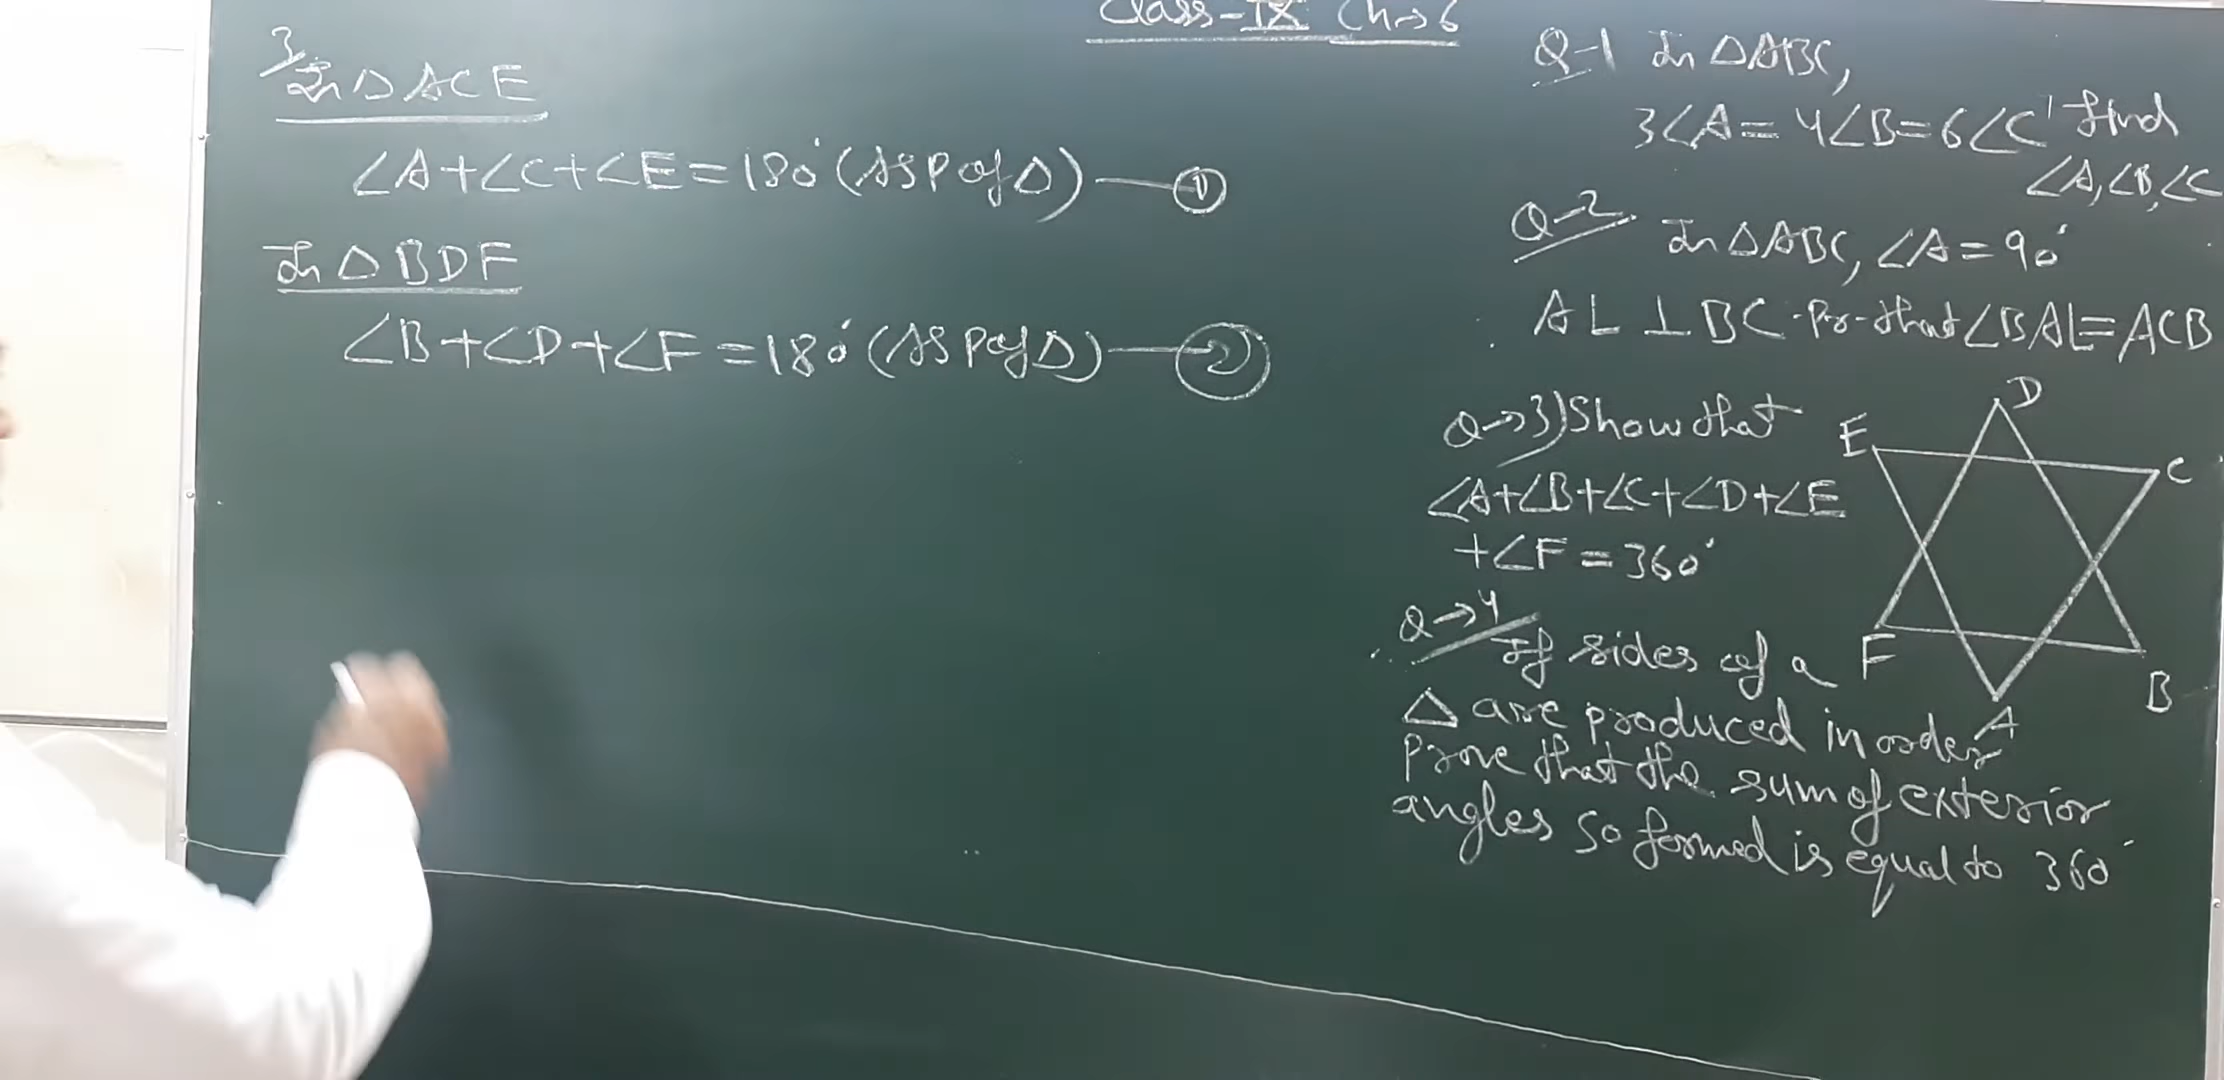 Class-IX Ch→6
3 In △ACE
∠A+∠C+∠E=180°(ASP of △)—①
In △BDF
∠B+∠D+∠F=180°(ASP of △)—②
Q-1 In △ABC,
3∠A=4∠B=6∠C' find
∠A,∠B,∠C
Q-2 In △ABC, ∠A=90°
AL⊥BC. Pr. that ∠BAL=ACB
Q→3) Show that
∠A+∠B+∠C+∠D+∠E
+∠F=360°
D
E
C
F
B
A
Q→4 If sides of a
△ are produced in order
Prove that the sum of exterior
angles so formed is equal to 360°